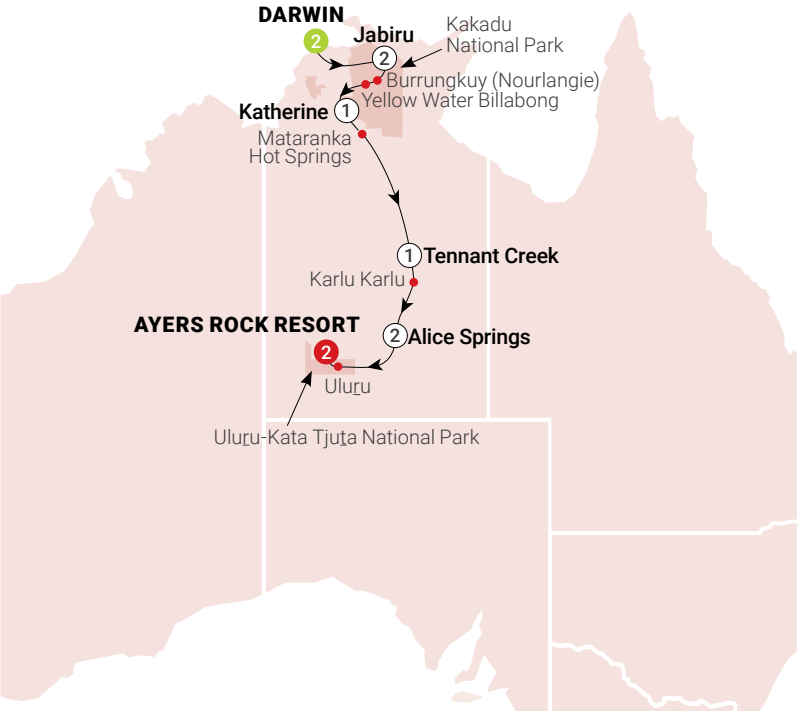 DARWIN
2
Jabiru
2
Kakadu
National Park
Burrungkuy (Nourlangie)
Yellow Water Billabong
Katherine
1
Mataranka
Hot Springs
1
Tennant Creek
Karlu Karlu
AYERS ROCK RESORT
2
2
Alice Springs
Uluṟu
Uluṟu-Kata Tjuṯa National Park